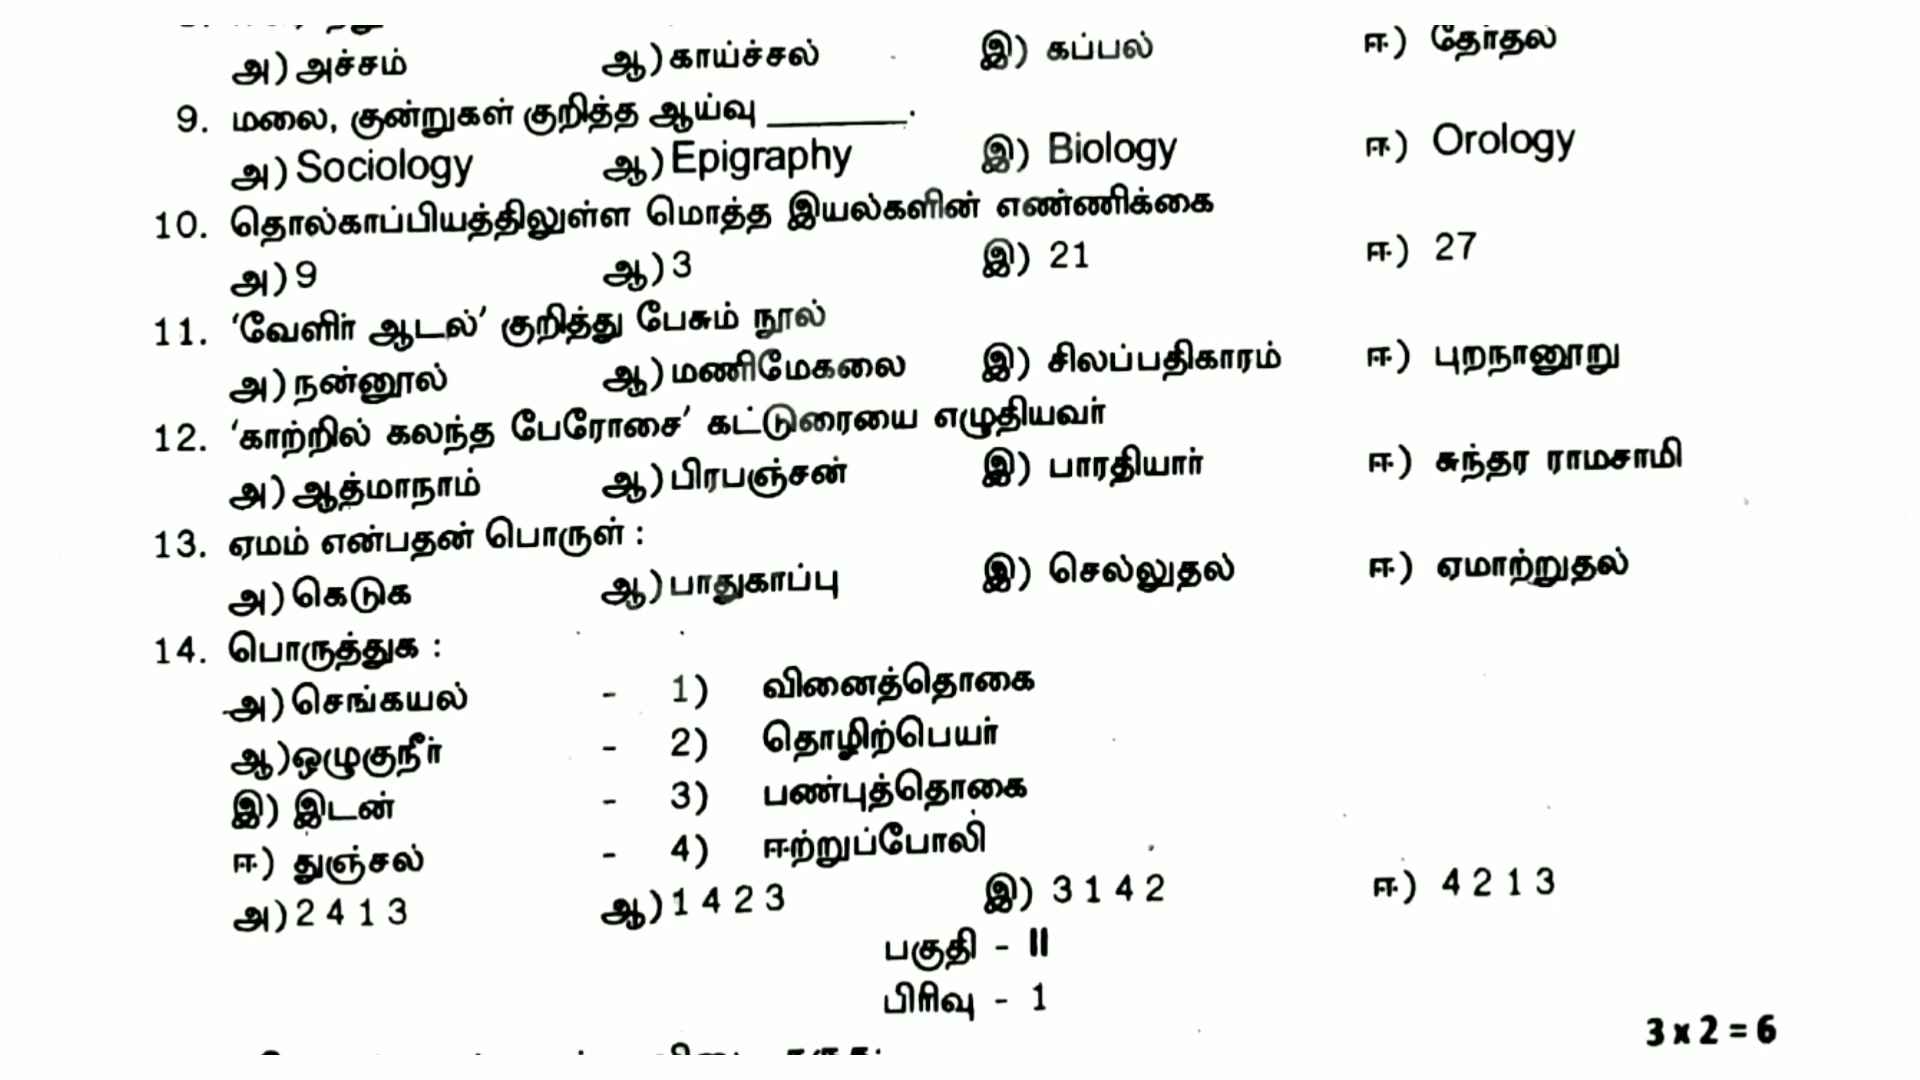 அ) அச்சம் ஆ) காய்ச்சல் இ) கப்பல் ஈ) தேர்தல்
9. மலை, குன்றுகள் குறித்த ஆய்வு ________.
அ) Sociology ஆ) Epigraphy இ) Biology ஈ) Orology
10. தொல்காப்பியத்திலுள்ள மொத்த இயல்களின் எண்ணிக்கை
அ) 9 ஆ) 3 இ) 21 ஈ) 27
11. 'வேளிர் ஆடல்' குறித்து பேசும் நூல்
அ) நன்னூல் ஆ) மணிமேகலை இ) சிலப்பதிகாரம் ஈ) புறநானூறு
12. 'காற்றில் கலந்த பேரோசை' கட்டுரையை எழுதியவர்
அ) ஆத்மாநாம் ஆ) பிரபஞ்சன் இ) பாரதியார் ஈ) சுந்தர ராமசாமி
13. ஏமம் என்பதன் பொருள் :
அ) கெடுக ஆ) பாதுகாப்பு இ) செல்லுதல் ஈ) ஏமாற்றுதல்
14. பொருத்துக :
அ) செங்கயல் - 1) வினைத்தொகை
ஆ) ஒழுகுநீர் - 2) தொழிற்பெயர்
இ) இடன் - 3) பண்புத்தொகை
ஈ) துஞ்சல் - 4) ஈற்றுப்போலி
அ) 2 4 1 3 ஆ) 1 4 2 3 இ) 3 1 4 2 ஈ) 4 2 1 3
பகுதி - II
பிரிவு - 1
3 x 2 = 6